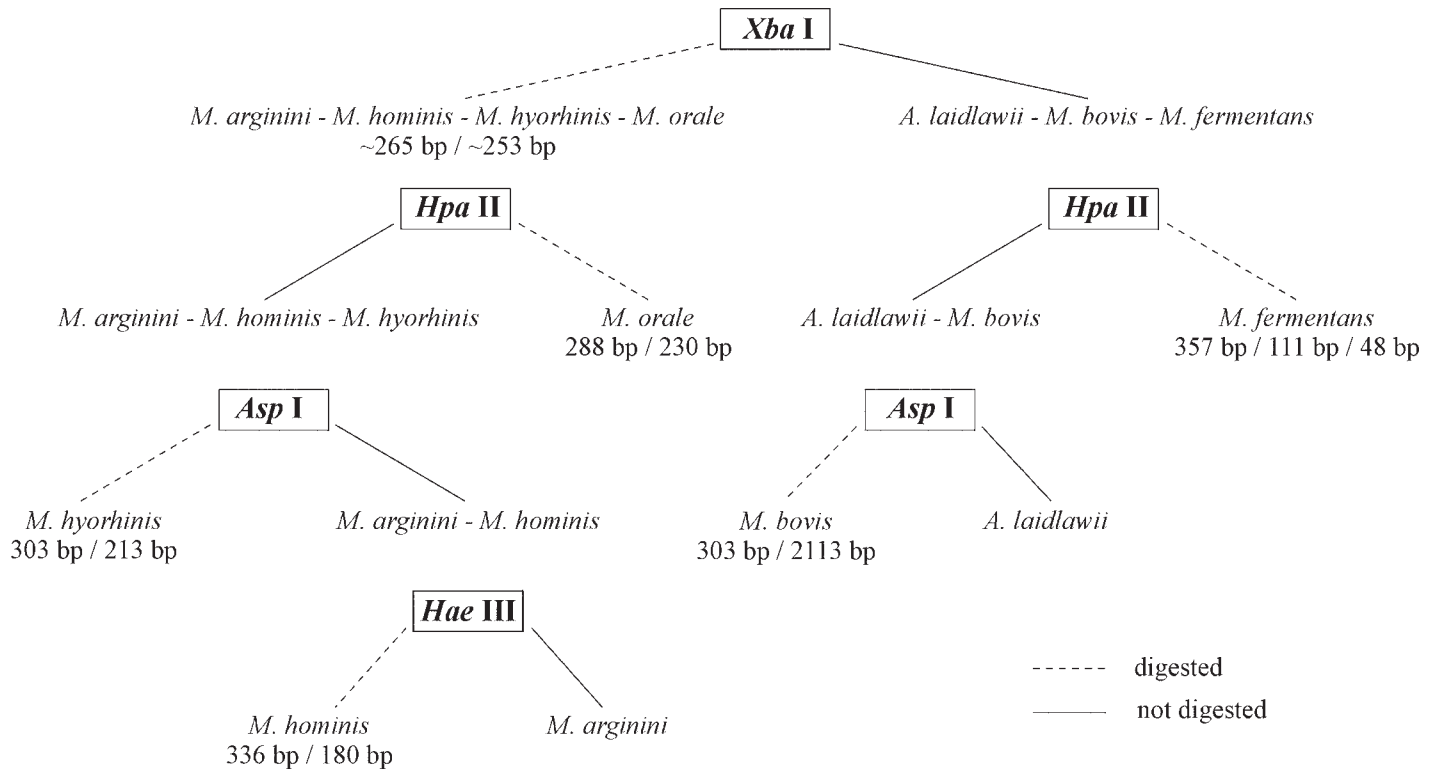 Xba I
M. arginini - M. hominis - M. hyorhinis - M. orale
~265 bp / ~253 bp
A. laidlawii - M. bovis - M. fermentans
Hpa II
Hpa II
M. arginini - M. hominis - M. hyorhinis
M. orale
288 bp / 230 bp
A. laidlawii - M. bovis
M. fermentans
357 bp / 111 bp / 48 bp
Asp I
Asp I
M. hyorhinis
303 bp / 213 bp
M. arginini - M. hominis
M. bovis
303 bp / 2113 bp
A. laidlawii
Hae III
M. hominis
336 bp / 180 bp
M. arginini
digested
not digested